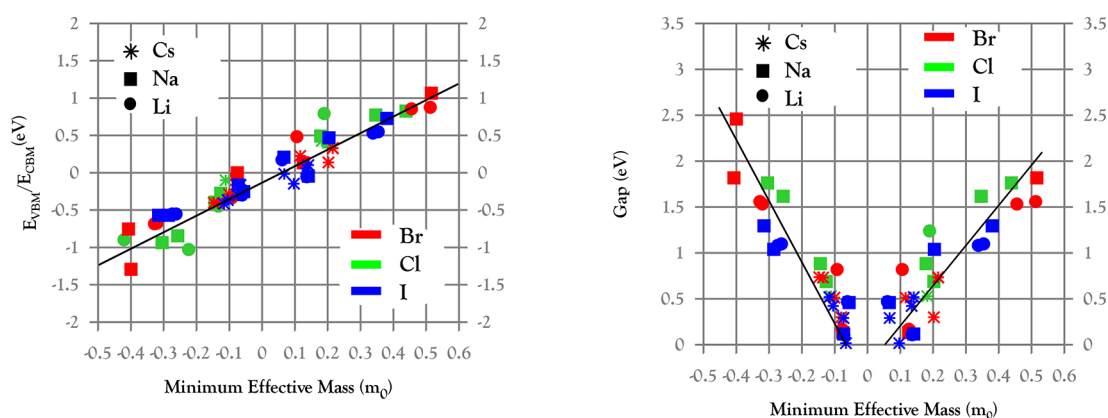 2 2
1.5 1.5
1 1
0.5 0.5
0 0
-0.5 -0.5
-1 -1
-1.5 -1.5
-2 -2
E_VBM/E_CBM(eV)
Cs
Na
Li
Br
Cl
I
-0.5 -0.4 -0.3 -0.2 -0.1 0 0.1 0.2 0.3 0.4 0.5 0.6
Minimum Effective Mass (m0)
3.5 3.5
3 3
2.5 2.5
2 2
1.5 1.5
1 1
0.5 0.5
0 0
Gap (eV)
Cs
Na
Li
Br
Cl
I
-0.5 -0.4 -0.3 -0.2 -0.1 0 0.1 0.2 0.3 0.4 0.5 0.6
Minimum Effective Mass (m0)